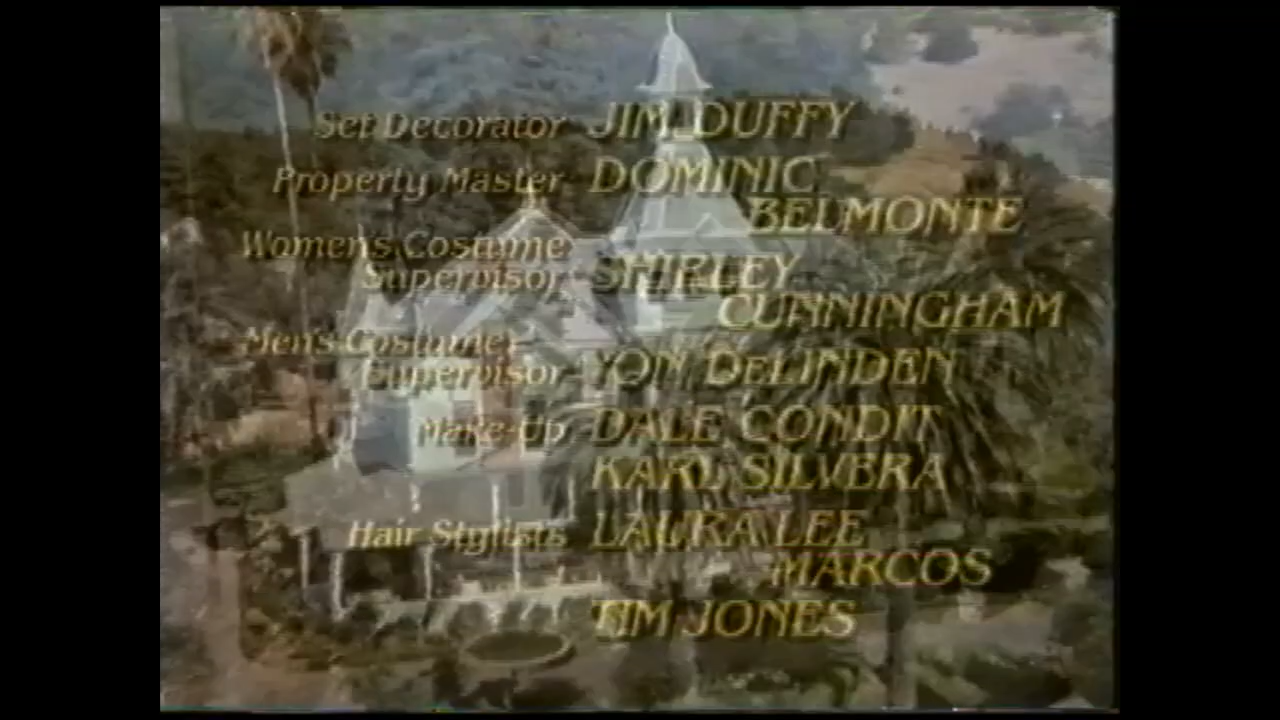 Set Decorator JIM DUFFY
Property Master DOMINIC
BELMONTE
Women's Costume
Supervisor SHIRLEY
CUNNINGHAM
Men's Costume
Supervisor YON DeLINDEN
Make-Up DALE CONDIT
KARL SILVERA
Hair Stylists LAURA LEE
MARCOS
TIM JONES